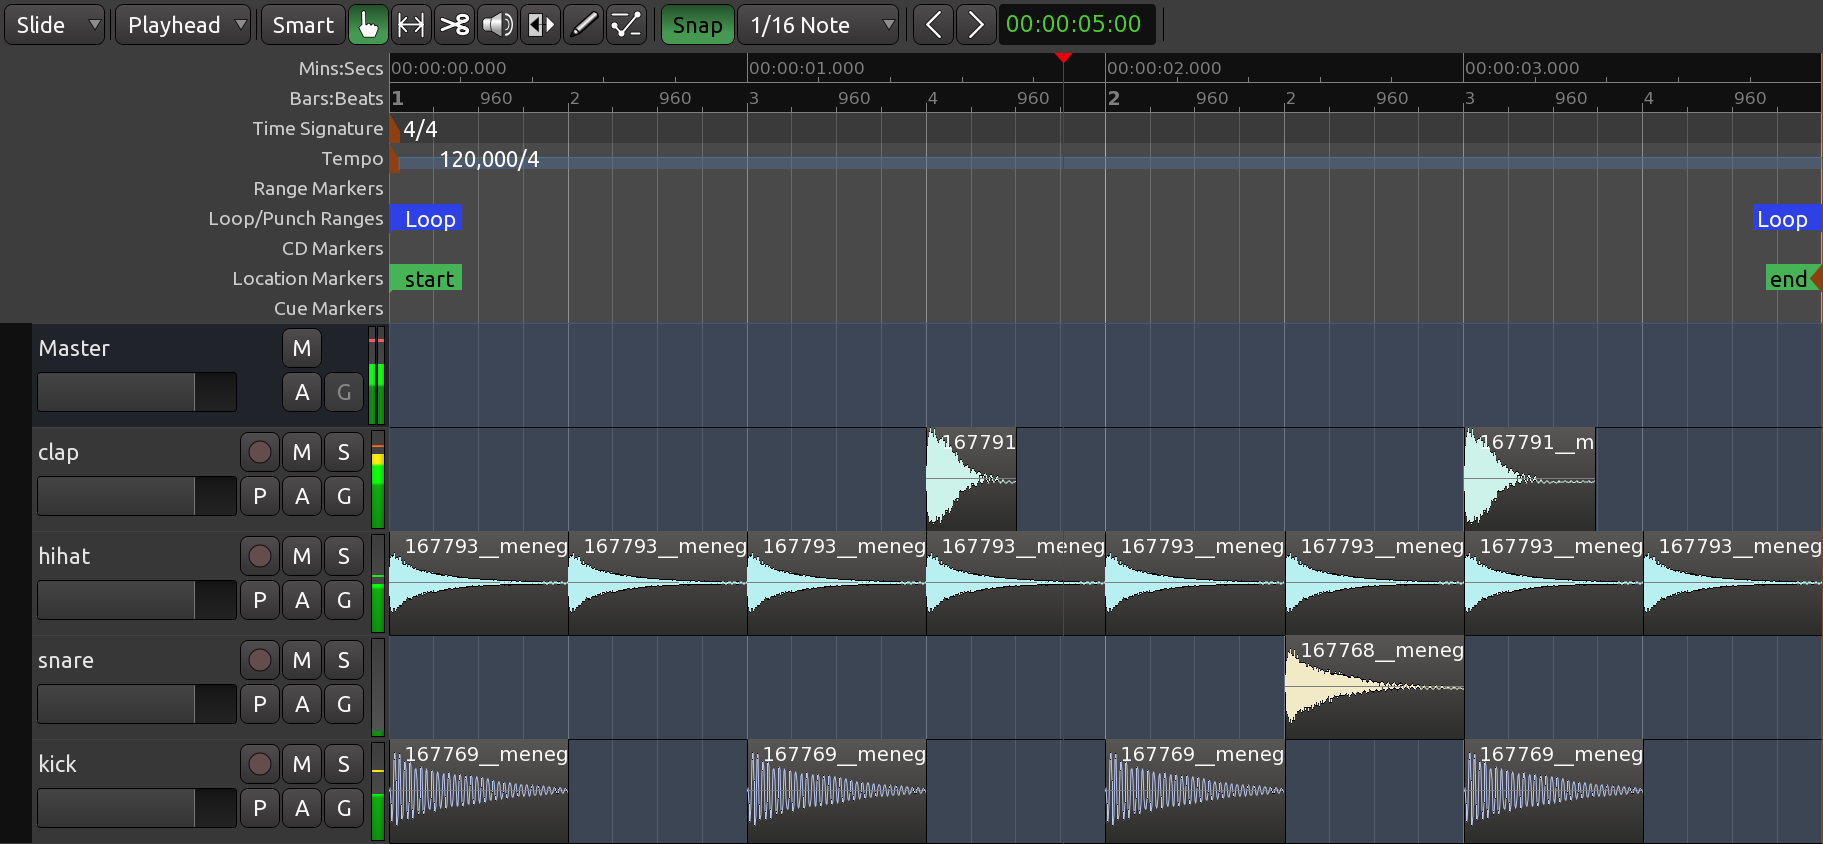 Slide Playhead Smart Snap 1/16 Note 00:00:05:00
Mins:Secs 00:00:00.000 00:00:01.000 00:00:02.000 00:00:03.000
Bars:Beats 1 960 2 960 3 960 4 960 2 960 2 960 3 960 4 960
Time Signature 4/4
Tempo 120,000/4
Range Markers
Loop/Punch Ranges Loop Loop
CD Markers
Location Markers start end
Cue Markers
Master M
A G
clap M S 167791 167791__m
P A G
hihat M S 167793__meneg 167793__meneg 167793__meneg 167793__meneg 167793__meneg 167793__meneg 167793__meneg 167793__meneg
P A G
snare M S 167768__meneg
P A G
kick M S 167769__meneg 167769__meneg 167769__meneg 167769__meneg
P A G